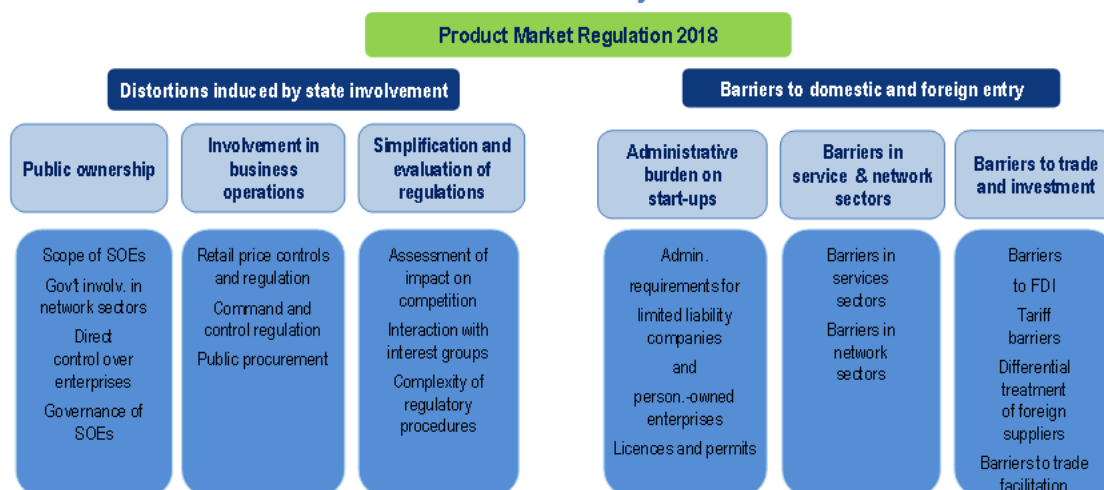 Product Market Regulation 2018
Distortions induced by state involvement
Barriers to domestic and foreign entry
Public ownership
Involvement in
business
operations
Simplification and
evaluation of
regulations
Administrative
burden on
start-ups
Barriers in
service & network
sectors
Barriers to trade
and investment
Scope of SOEs
Gov't involv. in
network sectors
Direct
control over
enterprises
Governance of
SOEs
Retail price controls
and regulation
Command and
control regulation
Public procurement
Assessment of
impact on
competition
Interaction with
interest groups
Complexity of
regulatory
procedures
Admin.
requirements for
limited liability
companies
and
person.-owned
enterprises
Licences and permits
Barriers in
services
sectors
Barriers in
network
sectors
Barriers
to FDI
Tariff
barriers
Differential
treatment
of foreign
suppliers
Barriers to trade
facilitation